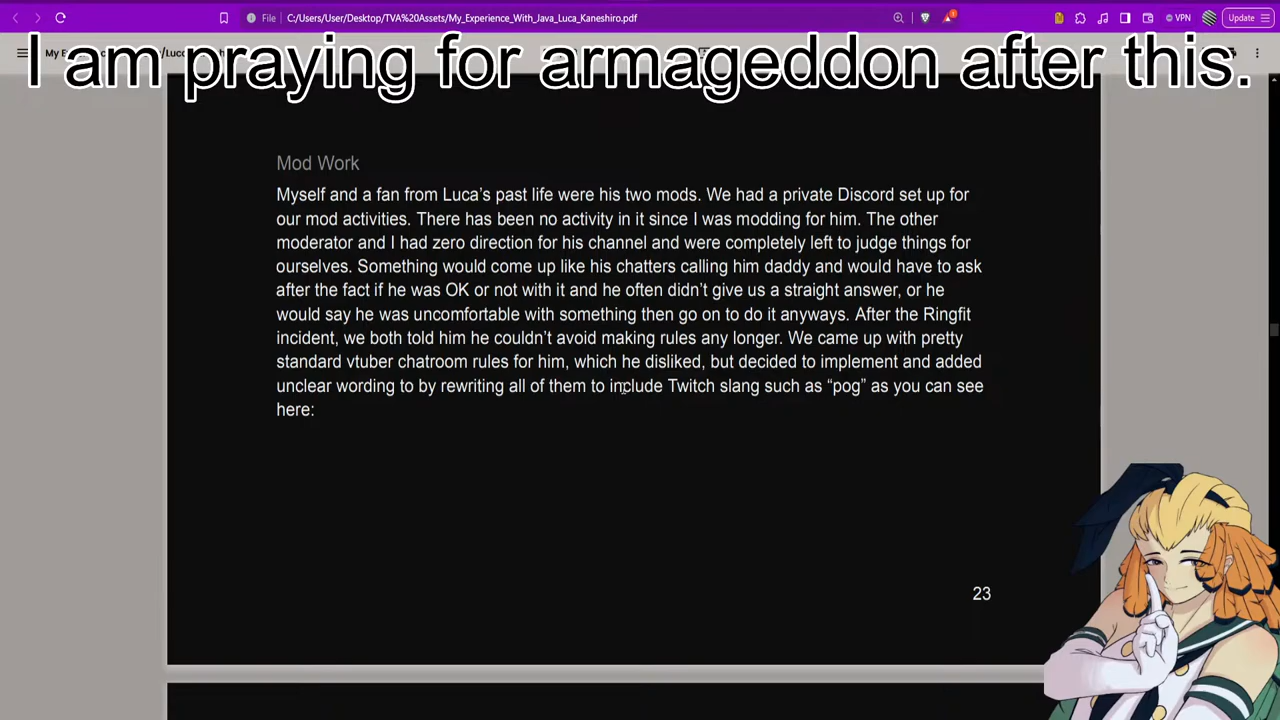 File C:/Users/User/Desktop/TVA%20Assets/My_Experience_With_Java_Luca_Kaneshiro.pdf
VPN
Update
I am praying for armageddon after this.
Mod Work
Myself and a fan from Luca's past life were his two mods. We had a private Discord set up for
our mod activities. There has been no activity in it since I was modding for him. The other
moderator and I had zero direction for his channel and were completely left to judge things for
ourselves. Something would come up like his chatters calling him daddy and would have to ask
after the fact if he was OK or not with it and he often didn't give us a straight answer, or he
would say he was uncomfortable with something then go on to do it anyways. After the Ringfit
incident, we both told him he couldn't avoid making rules any longer. We came up with pretty
standard vtuber chatroom rules for him, which he disliked, but decided to implement and added
unclear wording to by rewriting all of them to include Twitch slang such as “pog” as you can see
here:
23